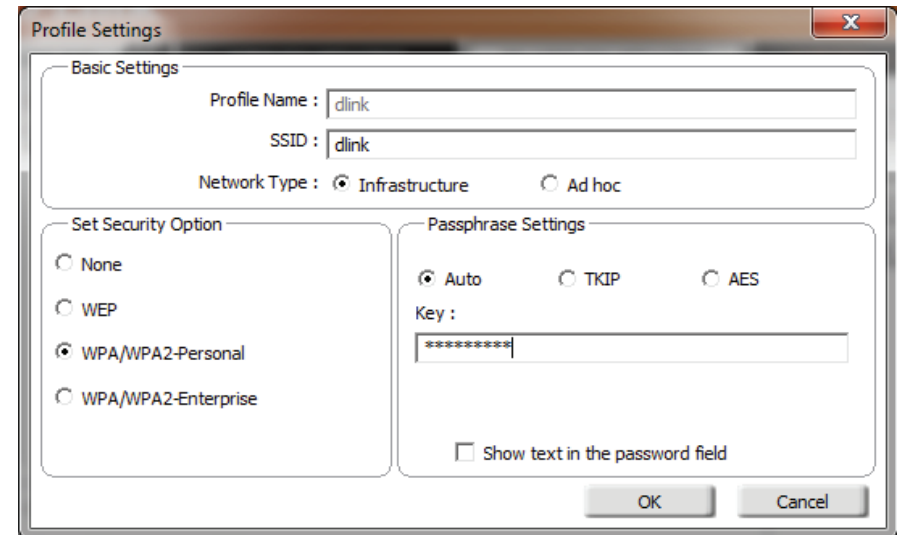 Profile Settings
Basic Settings
Profile Name : dlink
SSID : dlink
Network Type : Infrastructure Ad hoc
Set Security Option
None
WEP
WPA/WPA2-Personal
WPA/WPA2-Enterprise
Passphrase Settings
Auto TKIP AES
Key :
*********
Show text in the password field
OK Cancel